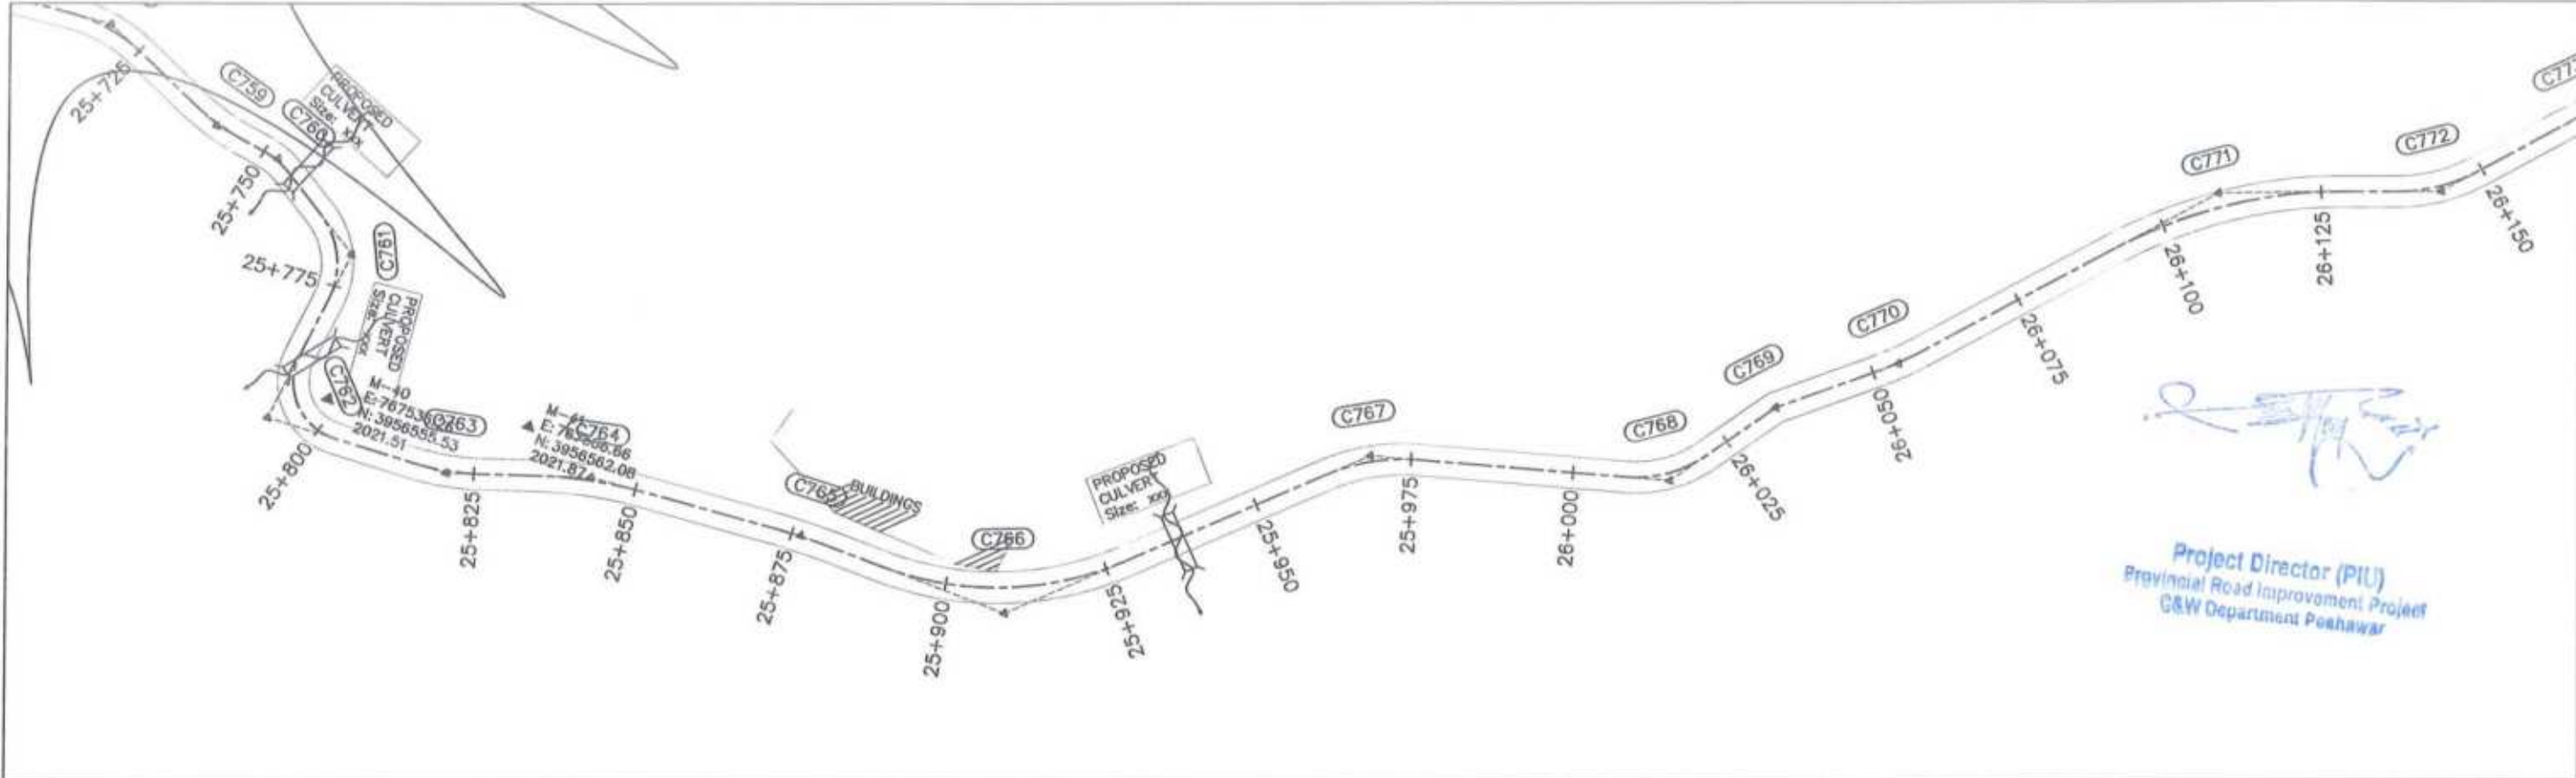 25+725
C759
C760
PROPOSED
CULVERT
Size: xxx
25+750
C761
25+775
PROPOSED
CULVERT
Size: xxx
C762
M-40
N: 3956555.53
2021.51
C763
25+800
25+825
C764
N: 3956562.08
2021.87
25+850
C765
BUILDINGS
25+875
C766
25+900
25+925
PROPOSED
CULVERT
Size: xxx
25+950
C767
25+975
26+000
C768
26+025
C769
C770
26+050
26+075
C771
26+100
26+125
C772
26+150
Project Director (PIU)
Provincial Road Improvement Project
C&W Department Peshawar